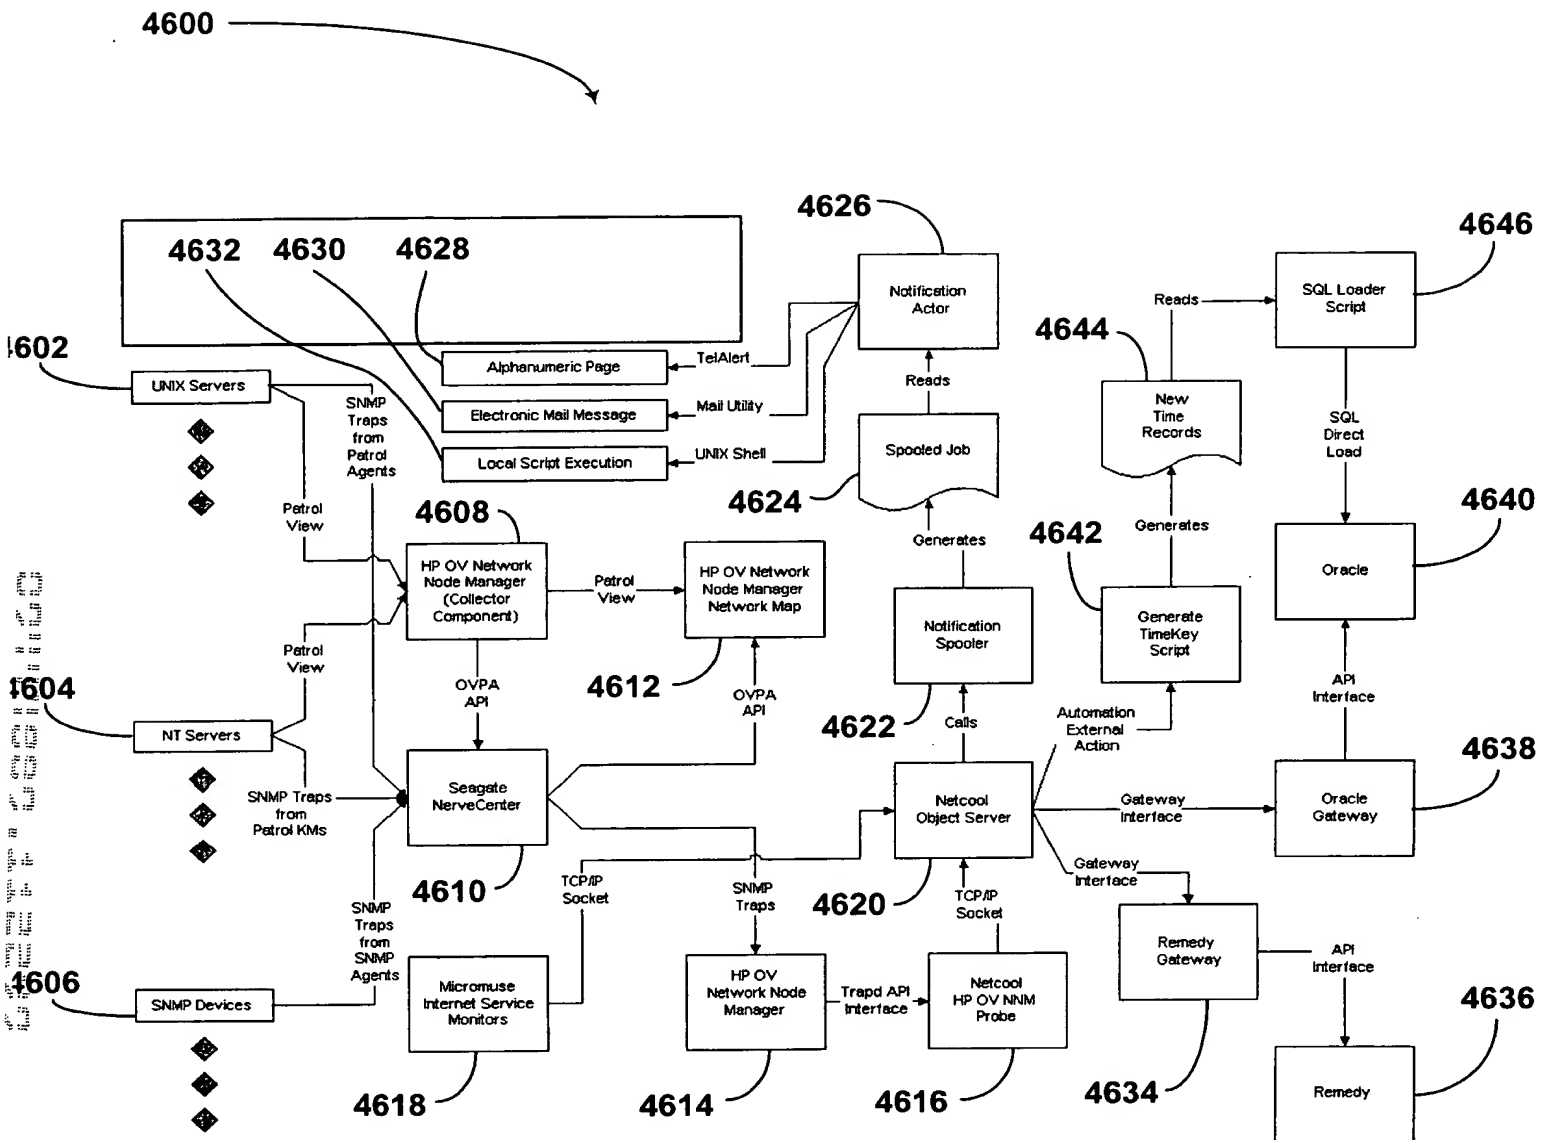 4600
4626
4646
4632 4630 4628
Notification
Actor
SQL Loader
Script
Reads
4644
4602
UNIX Servers
Alphanumeric Page
TelAlert
Reads
SNMP
Traps
from
Patrol
Agents
Electronic Mail Message
Mail Utility
New
Time
Records
SQL
Direct
Load
Local Script Execution
UNIX Shell
Spooled Job
4624
Patrol
View
4608
4640
Generates
4642
Generates
HP OV Network
Node Manager
(Collector
Component)
Patrol
View
HP OV Network
Node Manager
Network Map
Oracle
Notification
Spooler
Generate
TimeKey
Script
Patrol
View
4612
4604
OVPA
API
OVPA
API
API
Interface
4622
Calls
Automation
External
Action
NT Servers
4638
SNMP Traps
from
Patrol KMs
Seagate
NerveCenter
Netcool
Object Server
Gateway
Interface
Oracle
Gateway
4610
TCP/IP
Socket
SNMP
Traps
4620
TCP/IP
Socket
Gateway
Interface
SNMP
Traps
from
SNMP
Agents
Remedy
Gateway
API
Interface
4606
SNMP Devices
Micromuse
Internet Service
Monitors
HP OV
Network Node
Manager
Trapd API
Interface
Netcool
HP OV NNM
Probe
4636
4618
4614
4616
4634
Remedy